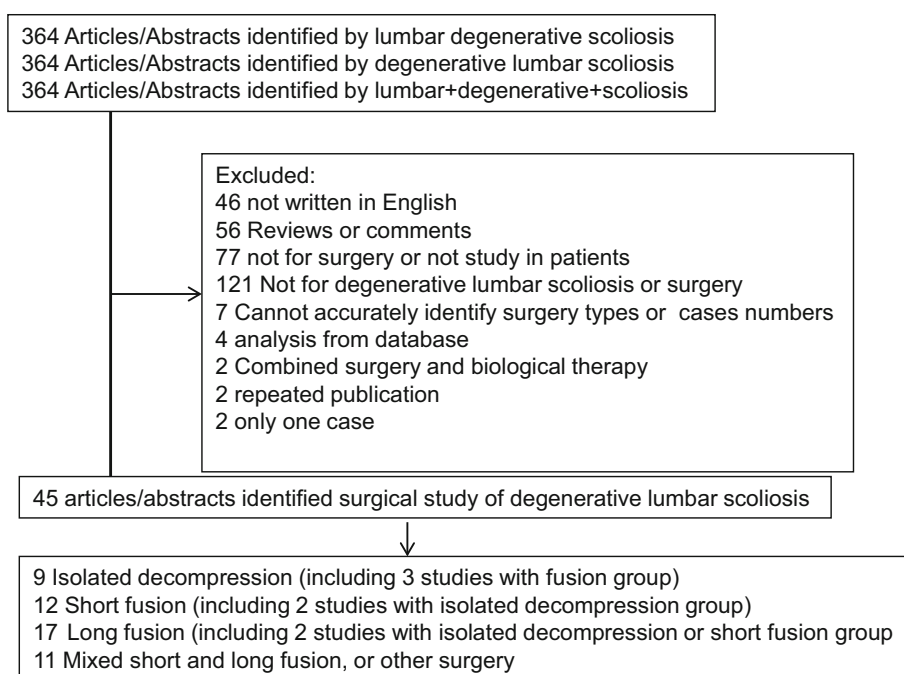 364 Articles/Abstracts identified by lumbar degenerative scoliosis
364 Articles/Abstracts identified by degenerative lumbar scoliosis
364 Articles/Abstracts identified by lumbar+degenerative+scoliosis
Excluded:
46 not written in English
56 Reviews or comments
77 not for surgery or not study in patients
121 Not for degenerative lumbar scoliosis or surgery
7 Cannot accurately identify surgery types or cases numbers
4 analysis from database
2 Combined surgery and biological therapy
2 repeated publication
2 only one case
45 articles/abstracts identified surgical study of degenerative lumbar scoliosis
9 Isolated decompression (including 3 studies with fusion group)
12 Short fusion (including 2 studies with isolated decompression group)
17 Long fusion (including 2 studies with isolated decompression or short fusion group
11 Mixed short and long fusion, or other surgery